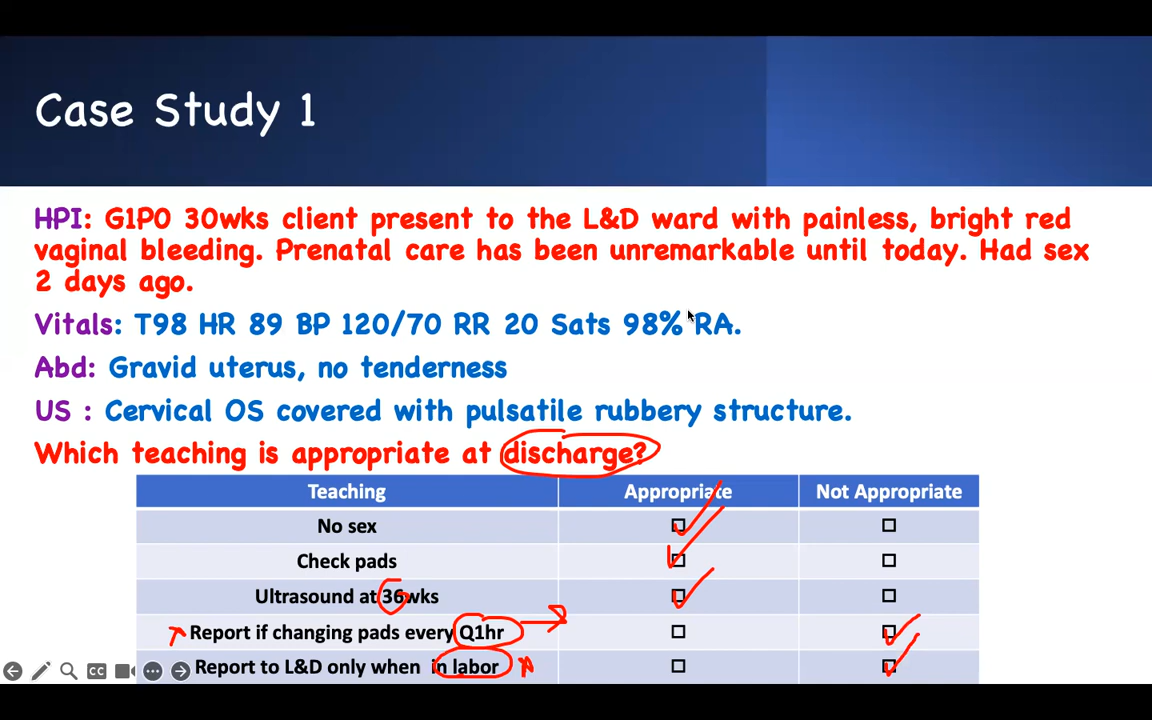 Case Study 1
HPI: G1P0 30wks client present to the L&D ward with painless, bright red
vaginal bleeding. Prenatal care has been unremarkable until today. Had sex
2 days ago.
Vitals: T98 HR 89 BP 120/70 RR 20 Sats 98% RA.
Abd: Gravid uterus, no tenderness
US : Cervical OS covered with pulsatile rubbery structure.
Which teaching is appropriate at discharge?
Teaching Appropriate Not Appropriate
No sex
Check pads
Ultrasound at 36wks
Report if changing pads every Q1hr
Report to L&D only when in labor
CC